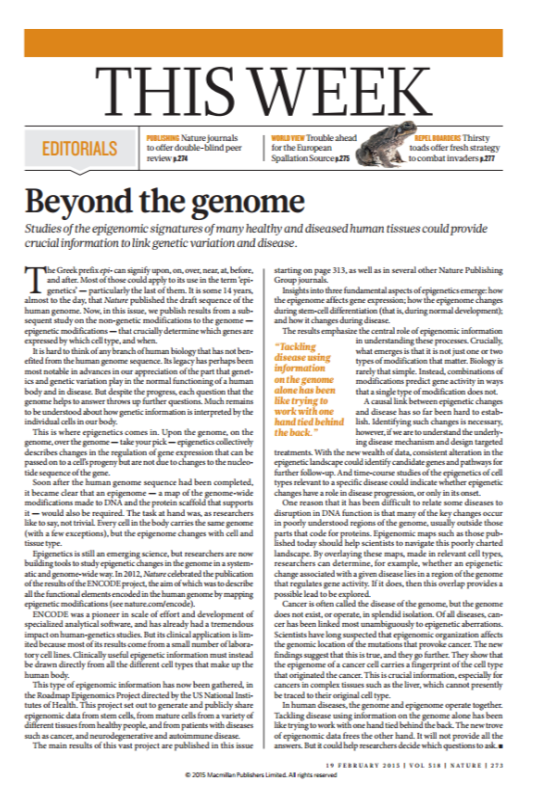 THIS WEEK
EDITORIALS
PUBLISHING Nature journals
to offer double-blind peer
review p.274
WORLD VIEW Trouble ahead
for the European
Spallation Source p.275
REPEL BOARDERS Thirsty
toads offer fresh strategy
to combat invaders p.277
Beyond the genome
Studies of the epigenomic signatures of many healthy and diseased human tissues could provide
crucial information to link genetic variation and disease.
The Greek prefix epi- can signify upon, on, over, near, at, before,
and after. Most of those could apply to its use in the term ‘epi-
genetics’ — particularly the last of them. It is some 14 years,
almost to the day, that Nature published the draft sequence of the
human genome. Now, in this issue, we publish results from a sub-
sequent study on the non-genetic modifications to the genome —
epigenetic modifications — that crucially determine which genes are
expressed by which cell type, and when.
It is hard to think of any branch of human biology that has not ben-
efited from the human genome sequence. Its legacy has perhaps been
most notable in advances in our appreciation of the part that genet-
ics and genetic variation play in the normal functioning of a human
body and in disease. But despite the progress, each question that the
genome helps to answer throws up further questions. Much remains
to be understood about how genetic information is interpreted by the
individual cells in our body.
This is where epigenetics comes in. Upon the genome, on the
genome, over the genome — take your pick — epigenetics collectively
describes changes in the regulation of gene expression that can be
passed on to a cell’s progeny but are not due to changes to the nucleo-
tide sequence of the gene.
Soon after the human genome sequence had been completed,
it became clear that an epigenome — a map of the genome-wide
modifications made to DNA and the protein scaffold that supports
it — would also be required. The task at hand was, as researchers
like to say, not trivial. Every cell in the body carries the same genome
(with a few exceptions), but the epigenome changes with cell and
tissue type.
Epigenetics is still an emerging science, but researchers are now
building tools to study epigenetic changes in the genome in a system-
atic and genome-wide way. In 2012, Nature celebrated the publication
of the results of the ENCODE project, the aim of which was to describe
all the functional elements encoded in the human genome by mapping
epigenetic modifications (see nature.com/encode).
ENCODE was a pioneer in scale of effort and development of
specialized analytical software, and has already had a tremendous
impact on human-genetics studies. But its clinical application is lim-
ited because most of its results come from a small number of labora-
tory cell lines. Clinically useful epigenetic information must instead
be drawn directly from all the different cell types that make up the
human body.
This type of epigenomic information has now been gathered, in
the Roadmap Epigenomics Project directed by the US National Insti-
tutes of Health. This project set out to generate and publicly share
epigenomic data from stem cells, from mature cells from a variety of
different tissues from healthy people, and from patients with diseases
such as cancer, and neurodegenerative and autoimmune disease.
The main results of this vast project are published in this issue
starting on page 313, as well as in several other Nature Publishing
Group journals.
Insights into three fundamental aspects of epigenetics emerge: how
the epigenome affects gene expression; how the epigenome changes
during stem-cell differentiation (that is, during normal development);
and how it changes during disease.
The results emphasize the central role of epigenomic information
in understanding these processes. Crucially,
what emerges is that it is not just one or two
types of modification that matter. Biology is
rarely that simple. Instead, combinations of
modifications predict gene activity in ways
that a single type of modification does not.
A causal link between epigenetic changes
and disease has so far been hard to estab-
lish. Identifying such changes is necessary,
however, if we are to understand the underly-
ing disease mechanism and design targeted
treatments. With the new wealth of data, consistent alteration in the
epigenetic landscape could identify candidate genes and pathways for
further follow-up. And time-course studies of the epigenetics of cell
types relevant to a specific disease could indicate whether epigenetic
changes have a role in disease progression, or only in its onset.
“Tackling
disease using
information
on the genome
alone has been
like trying to
work with one
hand tied behind
the back.”
One reason that it has been difficult to relate some diseases to
disruption in DNA function is that many of the key changes occur
in poorly understood regions of the genome, usually outside those
parts that code for proteins. Epigenomic maps such as those pub-
lished today should help scientists to navigate this poorly charted
landscape. By overlaying these maps, made in relevant cell types,
researchers can determine, for example, whether an epigenetic
change associated with a given disease lies in a region of the genome
that regulates gene activity. If it does, then this overlap provides a
possible lead to be explored.
Cancer is often called the disease of the genome, but the genome
does not exist, or operate, in splendid isolation. Of all diseases, can-
cer has been linked most unambiguously to epigenetic aberrations.
Scientists have long suspected that epigenomic organization affects
the genomic location of the mutations that provoke cancer. The new
findings suggest that this is true, and they go further. They show that
the epigenome of a cancer cell carries a fingerprint of the cell type
that originated the cancer. This is crucial information, especially for
cancers in complex tissues such as the liver, which cannot presently
be traced to their original cell type.
In human diseases, the genome and epigenome operate together.
Tackling disease using information on the genome alone has been
like trying to work with one hand tied behind the back. The new trove
of epigenomic data frees the other hand. It will not provide all the
answers. But it could help researchers decide which questions to ask. ■
19 FEBRUARY 2015 | VOL 518 | NATURE | 273
© 2015 Macmillan Publishers Limited. All rights reserved